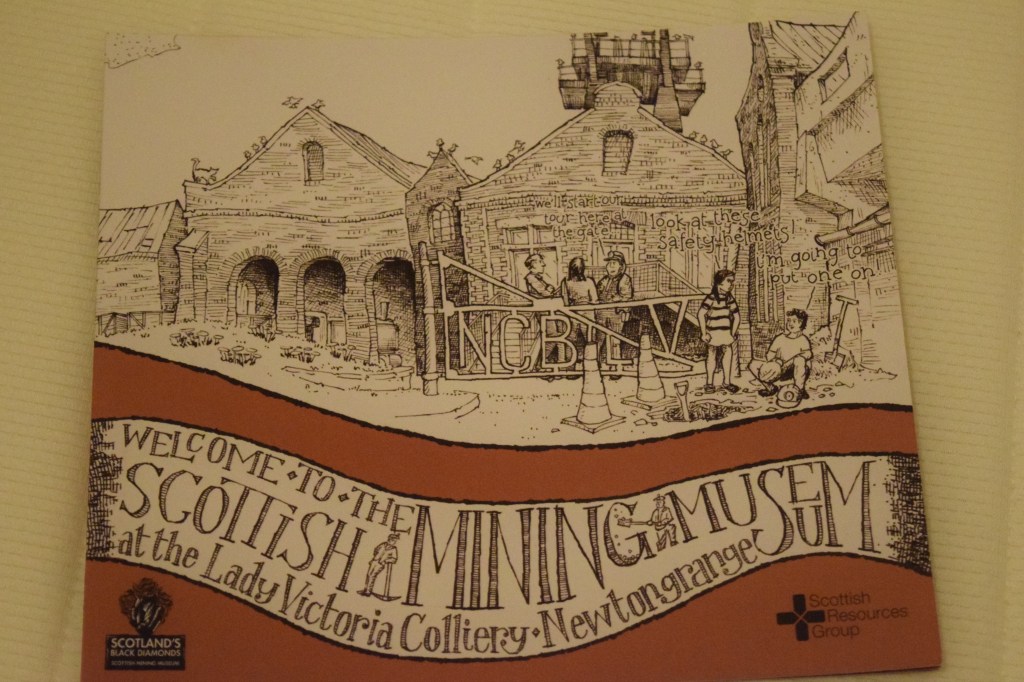 we'll start our
tour here @
the gate!!
look at these
safety helmets!
i'm going to
put one on!
NCB LV
WELCOME·TO·THE
SCOTTISH MINING MUSEUM
at the Lady Victoria Colliery·Newtongrange
SCOTLAND'S
BLACK DIAMONDS
SCOTTISH MINING MUSEUM
Scottish
Resources
Group